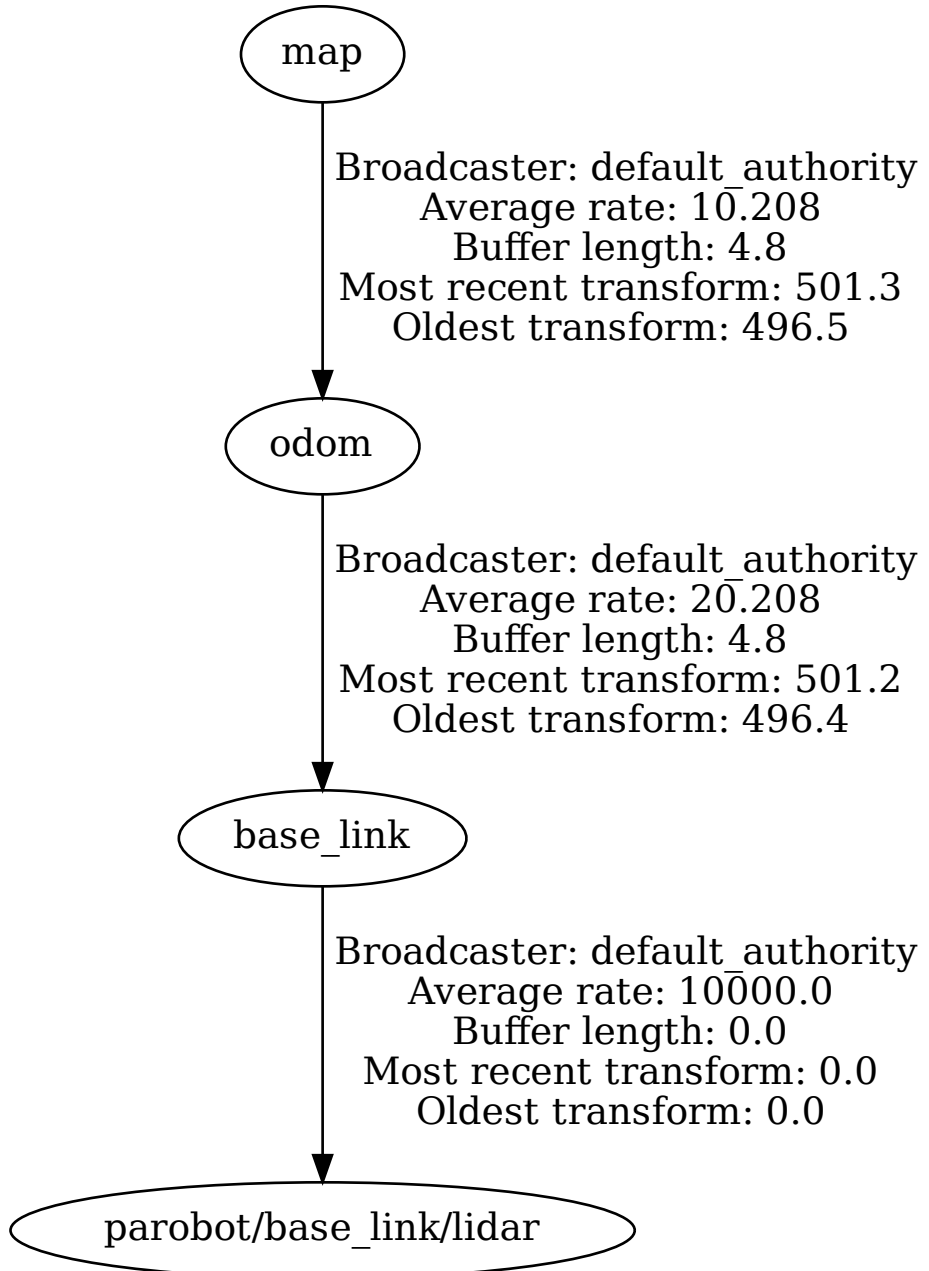 map
Broadcaster: default_authority
Average rate: 10.208
Buffer length: 4.8
Most recent transform: 501.3
Oldest transform: 496.5
odom
Broadcaster: default_authority
Average rate: 20.208
Buffer length: 4.8
Most recent transform: 501.2
Oldest transform: 496.4
base_link
Broadcaster: default_authority
Average rate: 10000.0
Buffer length: 0.0
Most recent transform: 0.0
Oldest transform: 0.0
parobot/base_link/lidar